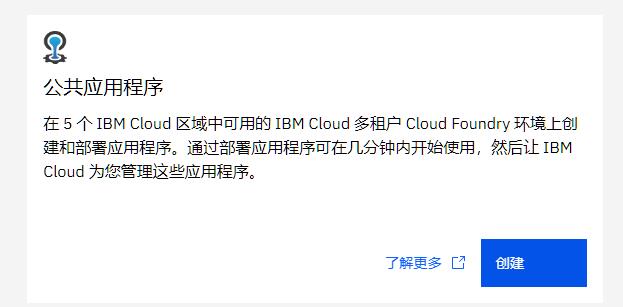 公共应用程序
在 5 个 IBM Cloud 区域中可用的 IBM Cloud 多租户 Cloud Foundry 环境上创
建和部署应用程序。通过部署应用程序可在几分钟内开始使用，然后让 IBM
Cloud 为您管理这些应用程序。
了解更多
创建